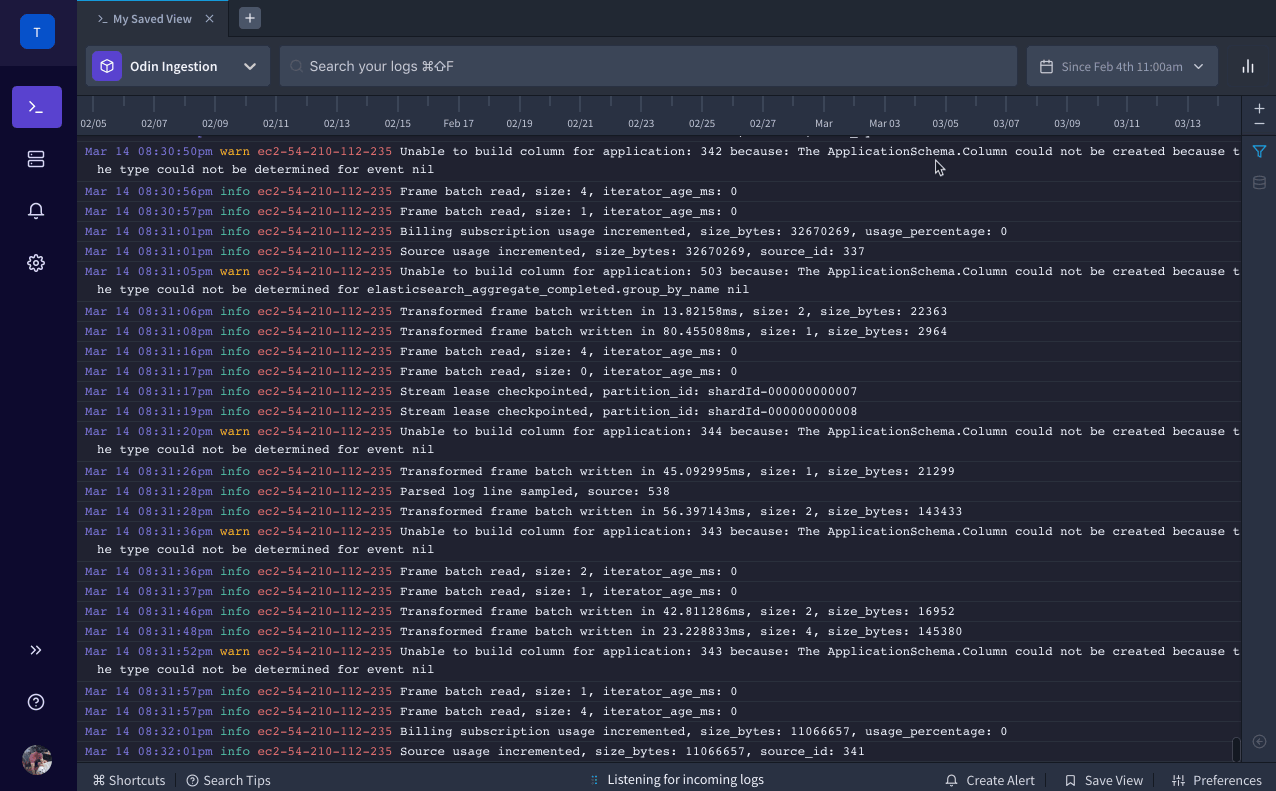 T
My Saved View
Odin Ingestion
Search your logs ⌘⇧F
Since Feb 4th 11:00am
02/05 02/07 02/09 02/11 02/13 02/15 Feb 17 02/19 02/21 02/23 02/25 02/27 Mar Mar 03 03/05 03/07 03/09 03/11 03/13
Mar 14 08:30:50pm warn ec2-54-210-112-235 Unable to build column for application: 342 because: The ApplicationSchema.Column could not be created because t
he type could not be determined for event nil
Mar 14 08:30:56pm info ec2-54-210-112-235 Frame batch read, size: 4, iterator_age_ms: 0
Mar 14 08:30:57pm info ec2-54-210-112-235 Frame batch read, size: 1, iterator_age_ms: 0
Mar 14 08:31:01pm info ec2-54-210-112-235 Billing subscription usage incremented, size_bytes: 32670269, usage_percentage: 0
Mar 14 08:31:01pm info ec2-54-210-112-235 Source usage incremented, size_bytes: 32670269, source_id: 337
Mar 14 08:31:05pm warn ec2-54-210-112-235 Unable to build column for application: 503 because: The ApplicationSchema.Column could not be created because t
he type could not be determined for elasticsearch_aggregate_completed.group_by_name nil
Mar 14 08:31:06pm info ec2-54-210-112-235 Transformed frame batch written in 13.82158ms, size: 2, size_bytes: 22363
Mar 14 08:31:08pm info ec2-54-210-112-235 Transformed frame batch written in 80.455088ms, size: 1, size_bytes: 2964
Mar 14 08:31:16pm info ec2-54-210-112-235 Frame batch read, size: 4, iterator_age_ms: 0
Mar 14 08:31:17pm info ec2-54-210-112-235 Frame batch read, size: 0, iterator_age_ms: 0
Mar 14 08:31:17pm info ec2-54-210-112-235 Stream lease checkpointed, partition_id: shardId-000000000007
Mar 14 08:31:19pm info ec2-54-210-112-235 Stream lease checkpointed, partition_id: shardId-000000000008
Mar 14 08:31:20pm warn ec2-54-210-112-235 Unable to build column for application: 344 because: The ApplicationSchema.Column could not be created because t
he type could not be determined for event nil
Mar 14 08:31:26pm info ec2-54-210-112-235 Transformed frame batch written in 45.092995ms, size: 1, size_bytes: 21299
Mar 14 08:31:28pm info ec2-54-210-112-235 Parsed log line sampled, source: 538
Mar 14 08:31:28pm info ec2-54-210-112-235 Transformed frame batch written in 56.397143ms, size: 2, size_bytes: 143433
Mar 14 08:31:36pm warn ec2-54-210-112-235 Unable to build column for application: 343 because: The ApplicationSchema.Column could not be created because t
he type could not be determined for event nil
Mar 14 08:31:36pm info ec2-54-210-112-235 Frame batch read, size: 2, iterator_age_ms: 0
Mar 14 08:31:37pm info ec2-54-210-112-235 Frame batch read, size: 1, iterator_age_ms: 0
Mar 14 08:31:46pm info ec2-54-210-112-235 Transformed frame batch written in 42.811286ms, size: 2, size_bytes: 16952
Mar 14 08:31:48pm info ec2-54-210-112-235 Transformed frame batch written in 23.228833ms, size: 4, size_bytes: 145380
Mar 14 08:31:52pm warn ec2-54-210-112-235 Unable to build column for application: 343 because: The ApplicationSchema.Column could not be created because t
he type could not be determined for event nil
Mar 14 08:31:57pm info ec2-54-210-112-235 Frame batch read, size: 1, iterator_age_ms: 0
Mar 14 08:31:57pm info ec2-54-210-112-235 Frame batch read, size: 4, iterator_age_ms: 0
Mar 14 08:32:01pm info ec2-54-210-112-235 Billing subscription usage incremented, size_bytes: 11066657, usage_percentage: 0
Mar 14 08:32:01pm info ec2-54-210-112-235 Source usage incremented, size_bytes: 11066657, source_id: 341
⌘ Shortcuts
Search Tips
Listening for incoming logs
Create Alert
Save View
Preferences